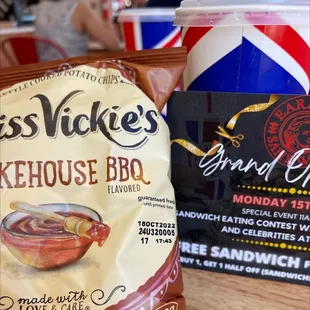 KETTLE COOKED POTATO CHIPS
iss Vickie's
KEHOUSE BBQ
FLAVORED
guaranteed fresh
until printed date
18OCT2022
24U320005
17 17:43
made with
LOVE & CARE
EAR
Grand O
MONDAY 15T
SPECIAL EVENT
SANDWICH EATING CONTEST W
AND CELEBRITIES AT
FREE SANDWICH F
BUY 1, GET 1 HALF OFF (SANDWICHE